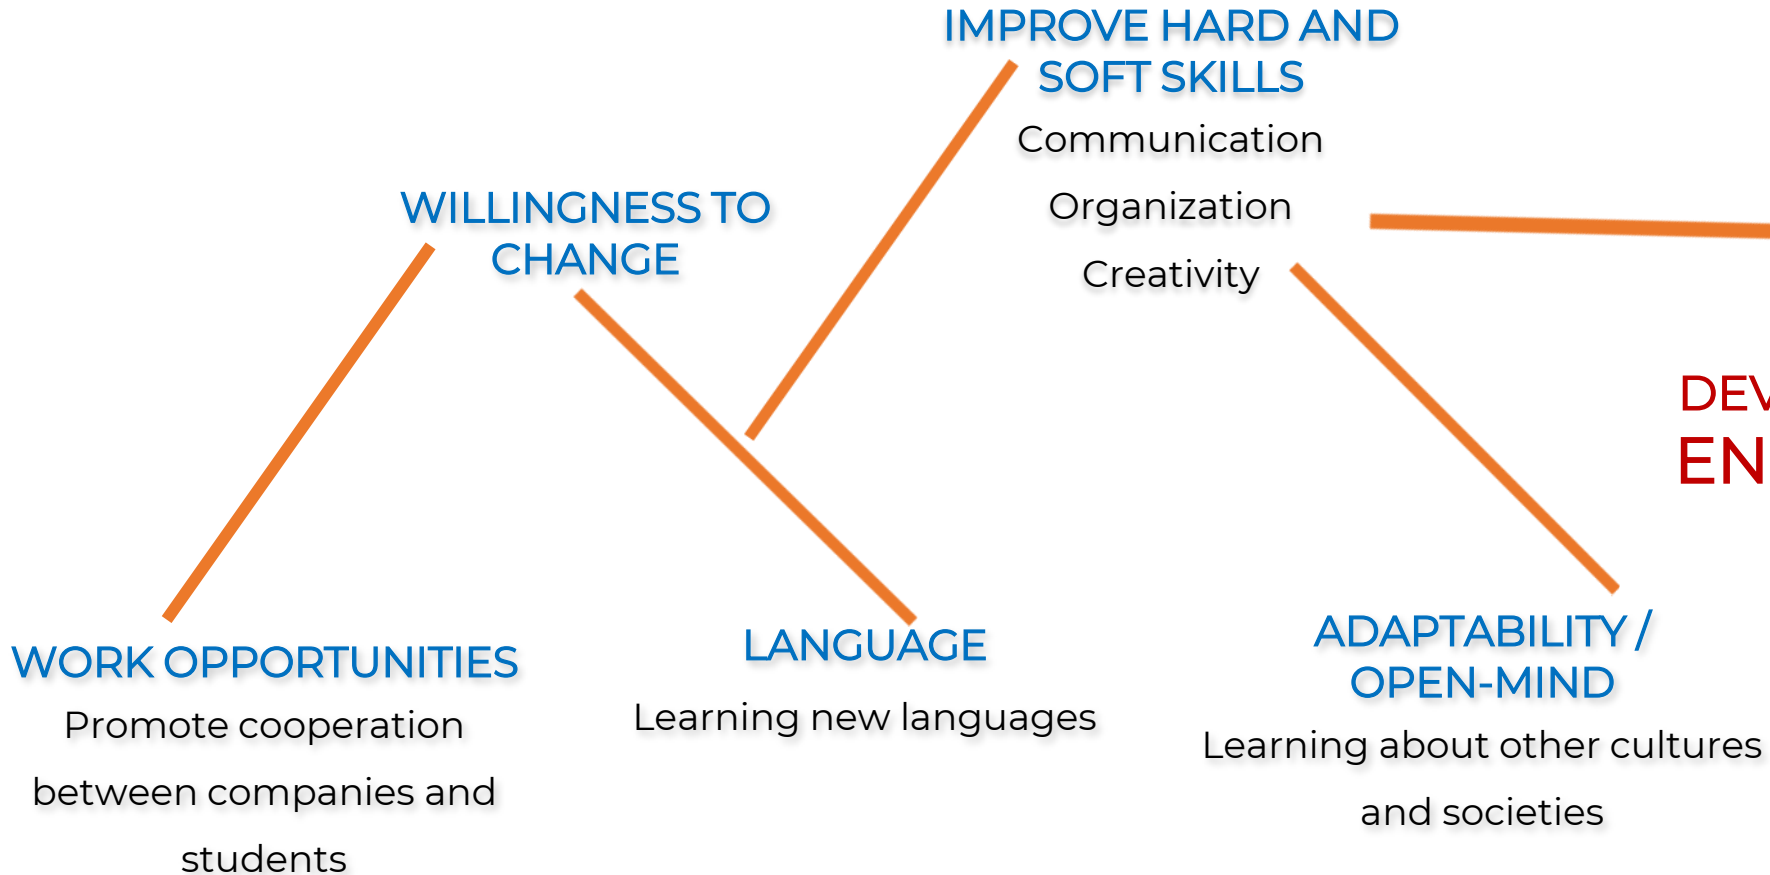 IMPROVE HARD AND
SOFT SKILLS
Communication
Organization
Creativity
WILLINGNESS TO
CHANGE
WORK OPPORTUNITIES
Promote cooperation
between companies and
students
LANGUAGE
Learning new languages
ADAPTABILITY /
OPEN-MIND
Learning about other cultures
and societies